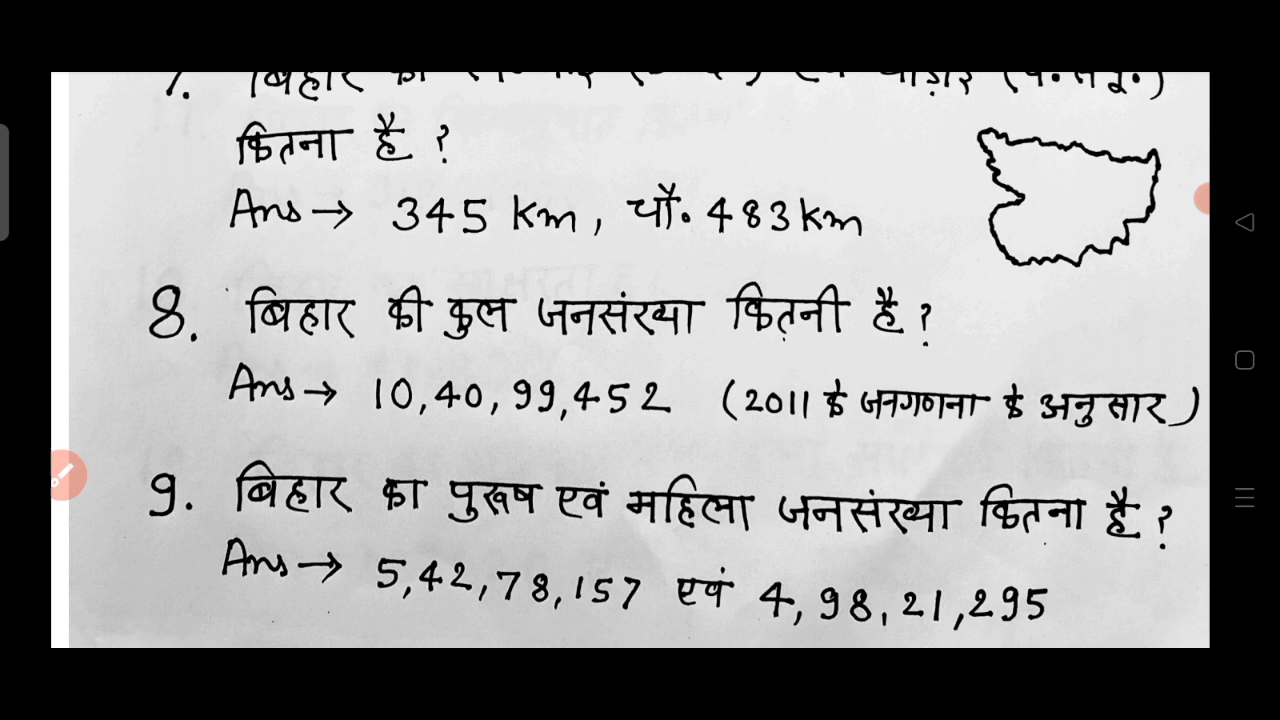 7. बिहार
कितना है ?
Ans → 345 km, चौ. 483 km
8. बिहार की कुल जनसंख्या कितनी है ?
Ans → 10,40,99,452 (2011 के जनगणना के अनुसार)
9. बिहार का पुरूष एवं महिला जनसंख्या कितना है ?
Ans → 5,42,78,157 एवं 4,98,21,295